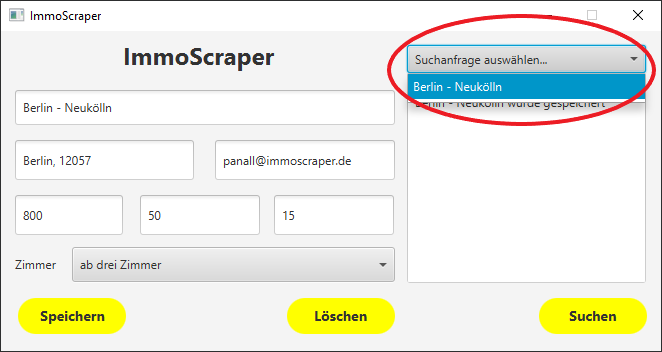 ImmoScraper
ImmoScraper
Suchanfrage auswählen...
Berlin - Neukölln
Berlin - Neukölln
Berlin - Neukölln wurde gespeichert
Berlin, 12057
panall@immoscraper.de
800
50
15
Zimmer
ab drei Zimmer
Speichern
Löschen
Suchen